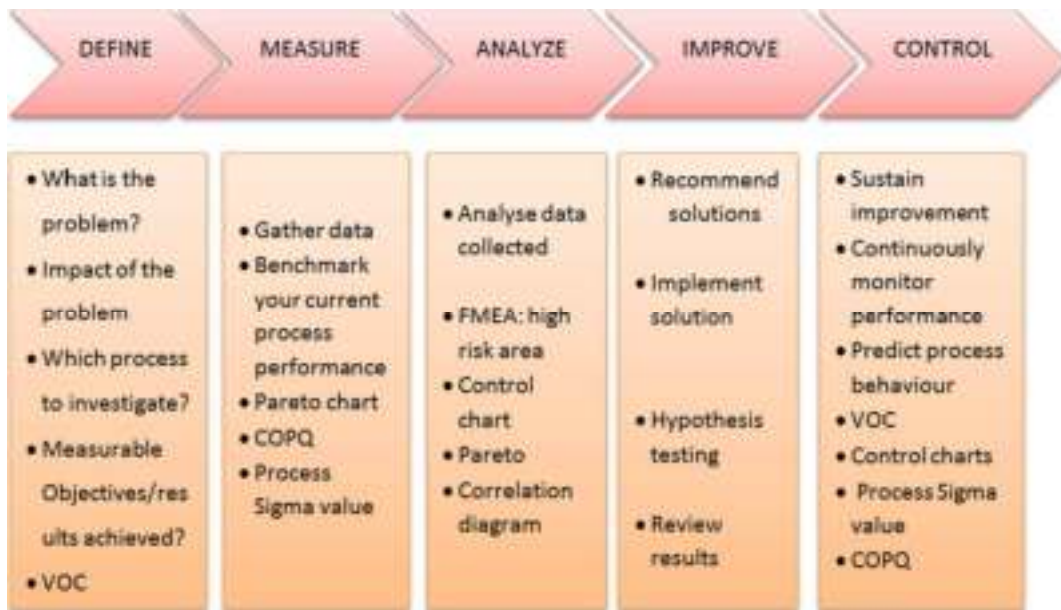 DEFINE
MEASURE
ANALYZE
IMPROVE
CONTROL
• What is the
problem?
• Impact of the
problem
• Which process
to investigate?
• Measurable
Objectives/res
ults achieved?
• VOC
• Gather data
• Benchmark
your current
process
performance
• Pareto chart
• COPQ
• Process
Sigma value
• Analyse data
collected
• FMEA: high
risk area
• Control
chart
• Pareto
• Correlation
diagram
• Recommend
solutions
• Implement
solution
• Hypothesis
testing
• Review
results
• Sustain
improvement
• Continuously
monitor
performance
• Predict process
behaviour
• VOC
• Control charts
• Process Sigma
value
• COPQ